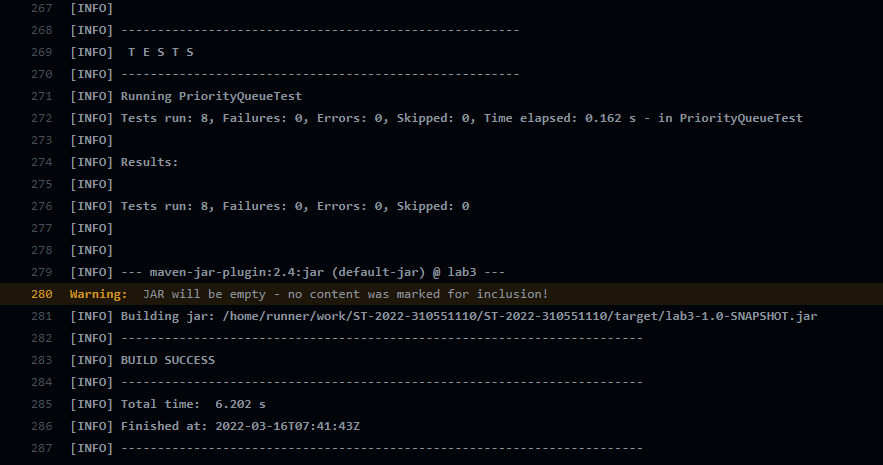 267 [INFO]
268 [INFO] -------------------------------------------------------
269 [INFO]  T E S T S
270 [INFO] -------------------------------------------------------
271 [INFO] Running PriorityQueueTest
272 [INFO] Tests run: 8, Failures: 0, Errors: 0, Skipped: 0, Time elapsed: 0.162 s - in PriorityQueueTest
273 [INFO]
274 [INFO] Results:
275 [INFO]
276 [INFO] Tests run: 8, Failures: 0, Errors: 0, Skipped: 0
277 [INFO]
278 [INFO]
279 [INFO] --- maven-jar-plugin:2.4:jar (default-jar) @ lab3 ---
280 Warning:  JAR will be empty - no content was marked for inclusion!
281 [INFO] Building jar: /home/runner/work/ST-2022-310551110/ST-2022-310551110/target/lab3-1.0-SNAPSHOT.jar
282 [INFO] ------------------------------------------------------------------------
283 [INFO] BUILD SUCCESS
284 [INFO] ------------------------------------------------------------------------
285 [INFO] Total time:  6.202 s
286 [INFO] Finished at: 2022-03-16T07:41:43Z
287 [INFO] ------------------------------------------------------------------------